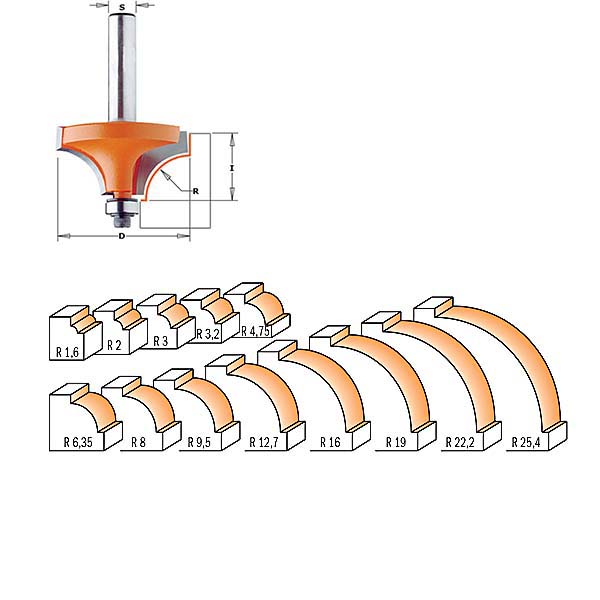 S
I
R
D
R 1,6
R 2
R 3
R 3,2
R 4,75
R 6,35
R 8
R 9,5
R 12,7
R 16
R 19
R 22,2
R 25,4